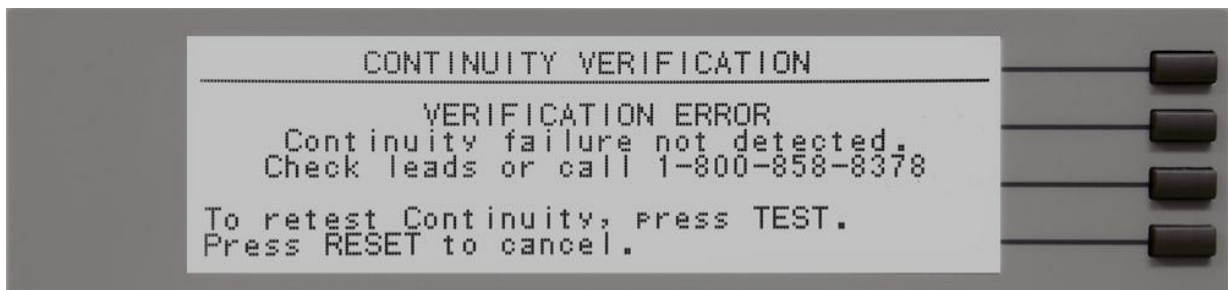 CONTINUITY VERIFICATION
VERIFICATION ERROR
Continuity failure not detected.
Check leads or call 1-800-858-8378
To retest Continuity, press TEST.
Press RESET to cancel.